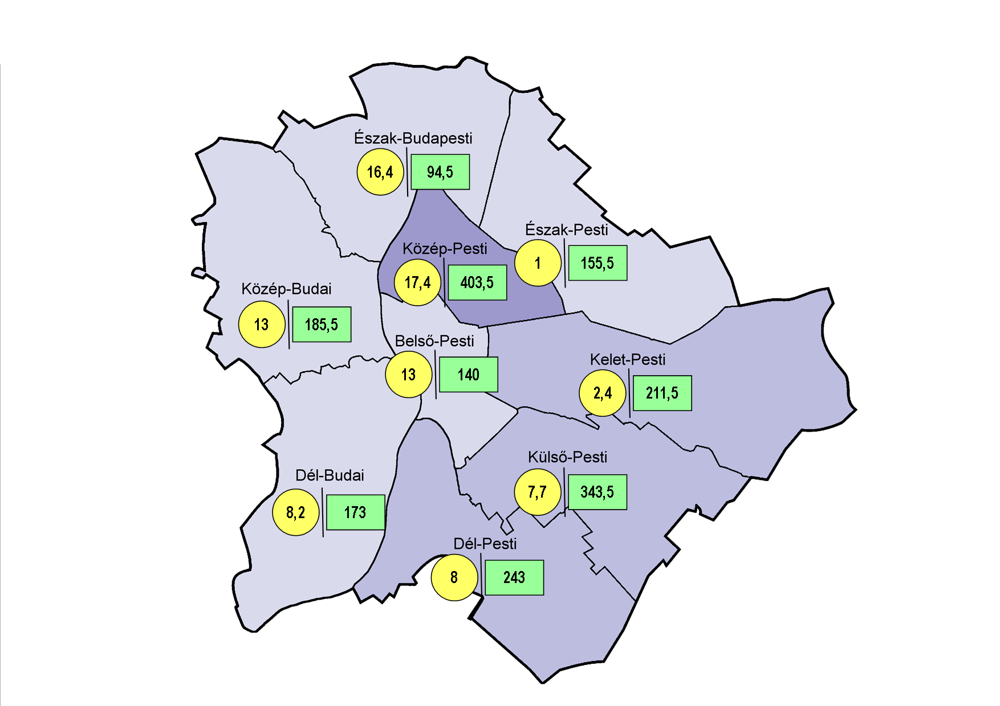 Észak-Budapesti
16,4 94,5
Észak-Pesti
1 155,5
Közép-Pesti
17,4 403,5
Közép-Budai
13 185,5
Belső-Pesti
13 140
Kelet-Pesti
2,4 211,5
Külső-Pesti
7,7 343,5
Dél-Budai
8,2 173
Dél-Pesti
8 243